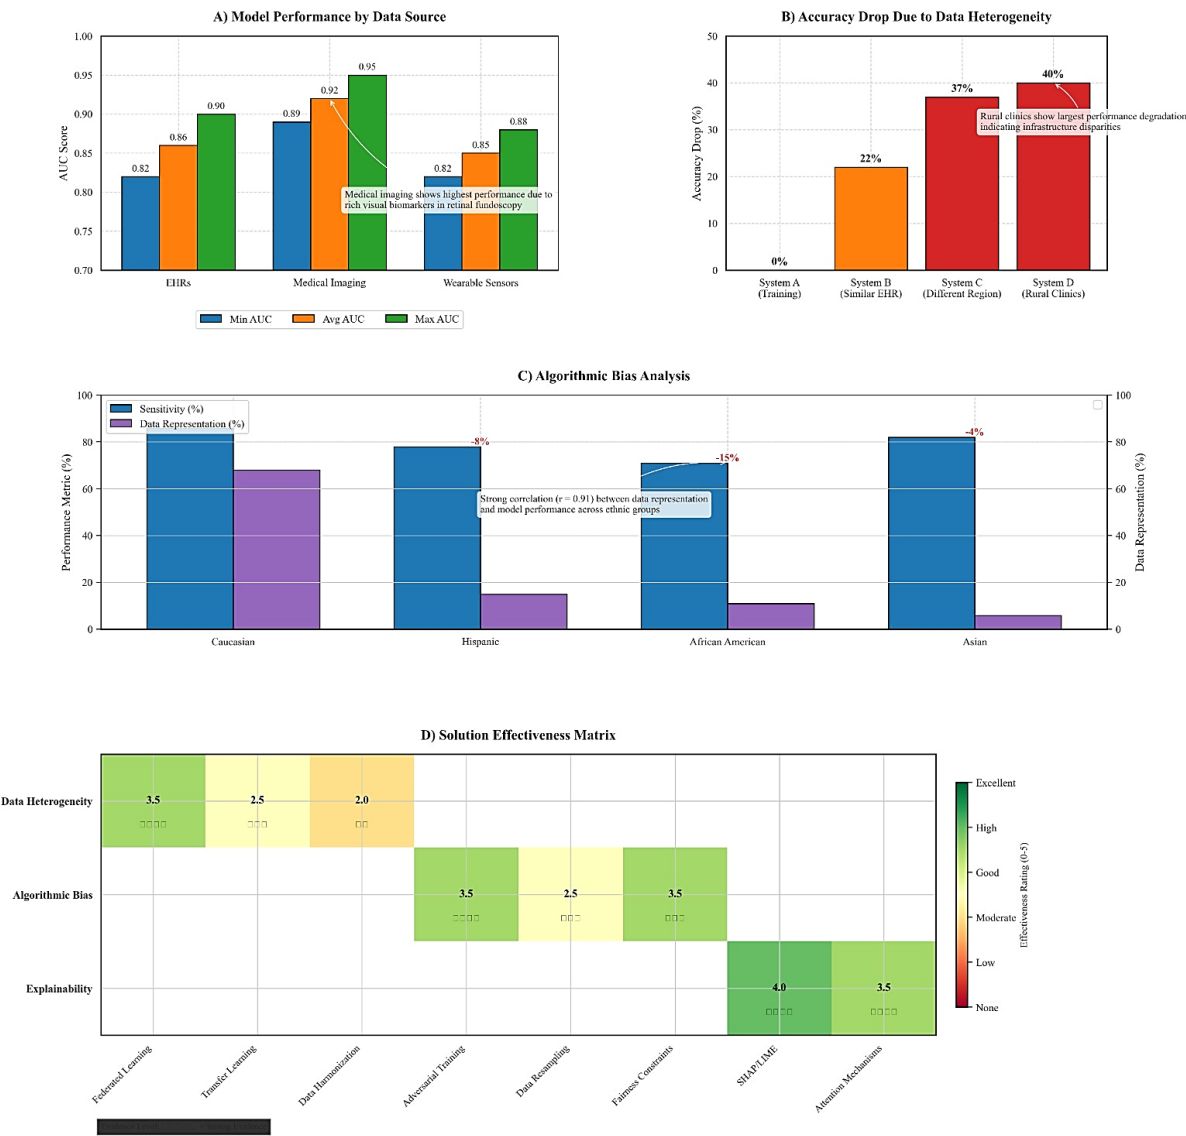 A) Model Performance by Data Source
AUC Score
1.00
0.95
0.90
0.85
0.80
0.75
0.70
0.82
0.86
0.90
0.89
0.92
0.95
0.82
0.85
0.88
Medical imaging shows highest performance due to
rich visual biomarkers in retinal fundoscopy
EHRs
Medical Imaging
Wearable Sensors
Min AUC
Avg AUC
Max AUC
B) Accuracy Drop Due to Data Heterogeneity
Accuracy Drop (%)
50
40
30
20
10
0
0%
22%
37%
40%
Rural clinics show largest performance degradation
indicating infrastructure disparities
System A
(Training)
System B
(Similar EHR)
System C
(Different Region)
System D
(Rural Clinics)
C) Algorithmic Bias Analysis
Performance Metric (%)
100
80
60
40
20
0
Sensitivity (%)
Data Representation (%)
-8%
-15%
-4%
Strong correlation (r = 0.91) between data representation
and model performance across ethnic groups
Caucasian
Hispanic
African American
Asian
100
80
60
40
20
0
Data Representation (%)
D) Solution Effectiveness Matrix
Data Heterogeneity
3.5
2.5
2.0
Algorithmic Bias
3.5
2.5
3.5
Explainability
4.0
3.5
Federated Learning
Transfer Learning
Data Harmonization
Adversarial Training
Data Resampling
Fairness Constraints
SHAP/LIME
Attention Mechanisms
Excellent
High
Good
Moderate
Low
None
Effectiveness Rating (0-5)